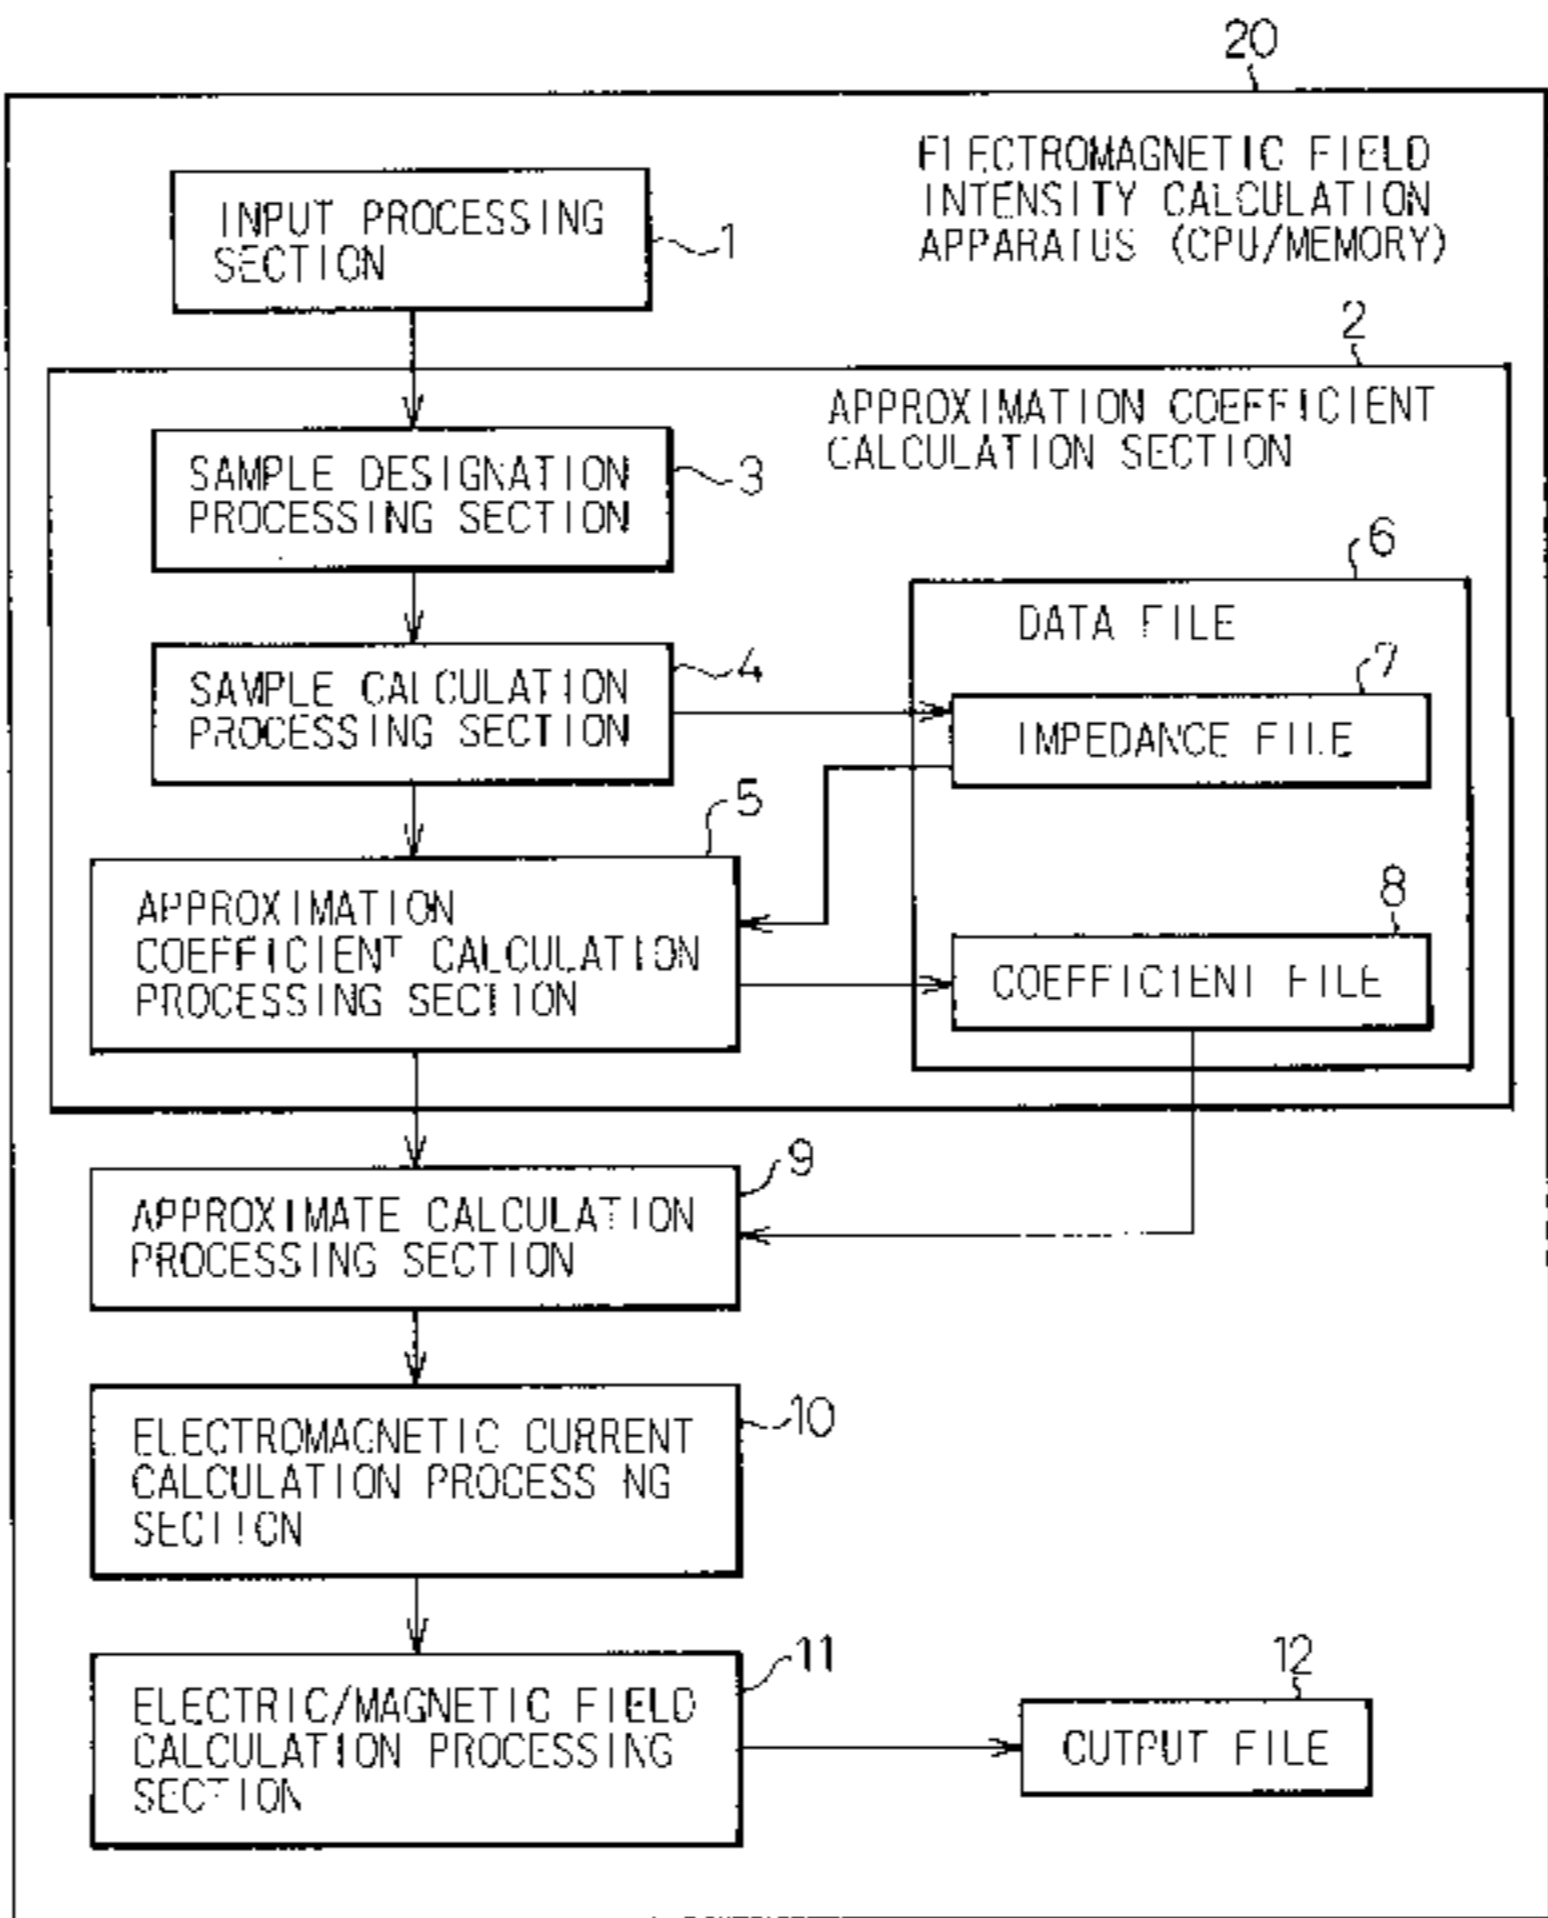 20
ELECTROMAGNETIC FIELD
INTENSITY CALCULATION
APPARATUS (CPU/MEMORY)
INPUT PROCESSING
SECTION
1
2
APPROXIMATION COEFFICIENT
CALCULATION SECTION
SAMPLE DESIGNATION
PROCESSING SECTION
3
6
DATA FILE
SAMPLE CALCULATION
PROCESSING SECTION
4
7
IMPEDANCE FILE
5
APPROXIMATION
COEFFICIENT CALCULATION
PROCESSING SECTION
8
COEFFICIENT FILE
9
APPROXIMATE CALCULATION
PROCESSING SECTION
10
ELECTROMAGNETIC CURRENT
CALCULATION PROCESSING
SECTION
11
ELECTRIC/MAGNETIC FIELD
CALCULATION PROCESSING
SECTION
12
OUTPUT FILE